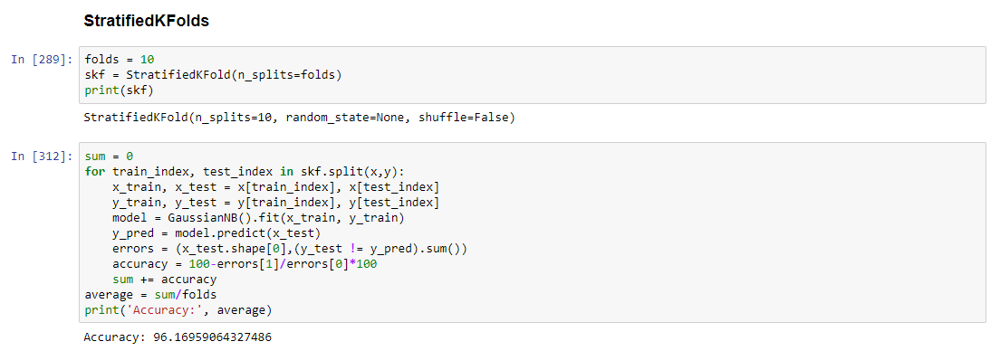 StratifiedKFolds
In [289]:
folds = 10
skf = StratifiedKFold(n_splits=folds)
print(skf)
StratifiedKFold(n_splits=10, random_state=None, shuffle=False)
In [312]:
sum = 0
for train_index, test_index in skf.split(x,y):
    x_train, x_test = x[train_index], x[test_index]
    y_train, y_test = y[train_index], y[test_index]
    model = GaussianNB().fit(x_train, y_train)
    y_pred = model.predict(x_test)
    errors = (x_test.shape[0],(y_test != y_pred).sum())
    accuracy = 100-errors[1]/errors[0]*100
    sum += accuracy
average = sum/folds
print('Accuracy:', average)
Accuracy: 96.16959064327486